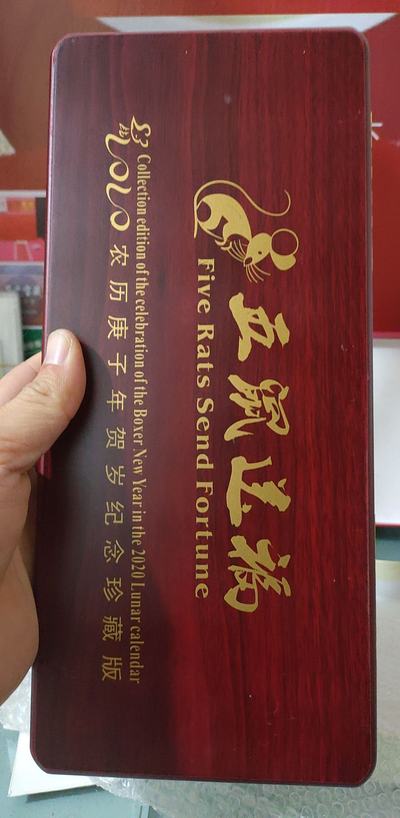 五鼠送福
Five Rats Send Fortune
Collection edition of the celebration of the Boxer New Year in the 2020 Lunar calendar
2020 农历庚子年贺岁纪念珍藏版